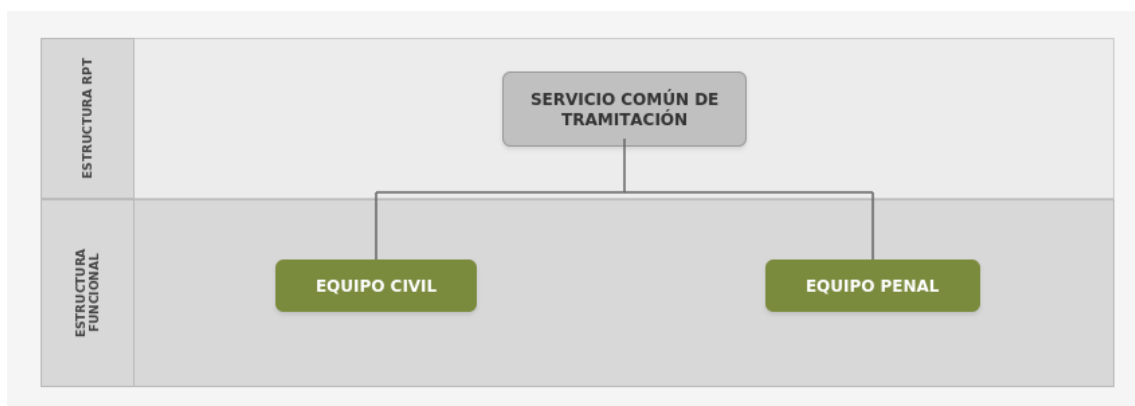 ESTRUCTURA RPT
SERVICIO COMÚN DE
TRAMITACIÓN
ESTRUCTURA
FUNCIONAL
EQUIPO CIVIL
EQUIPO PENAL